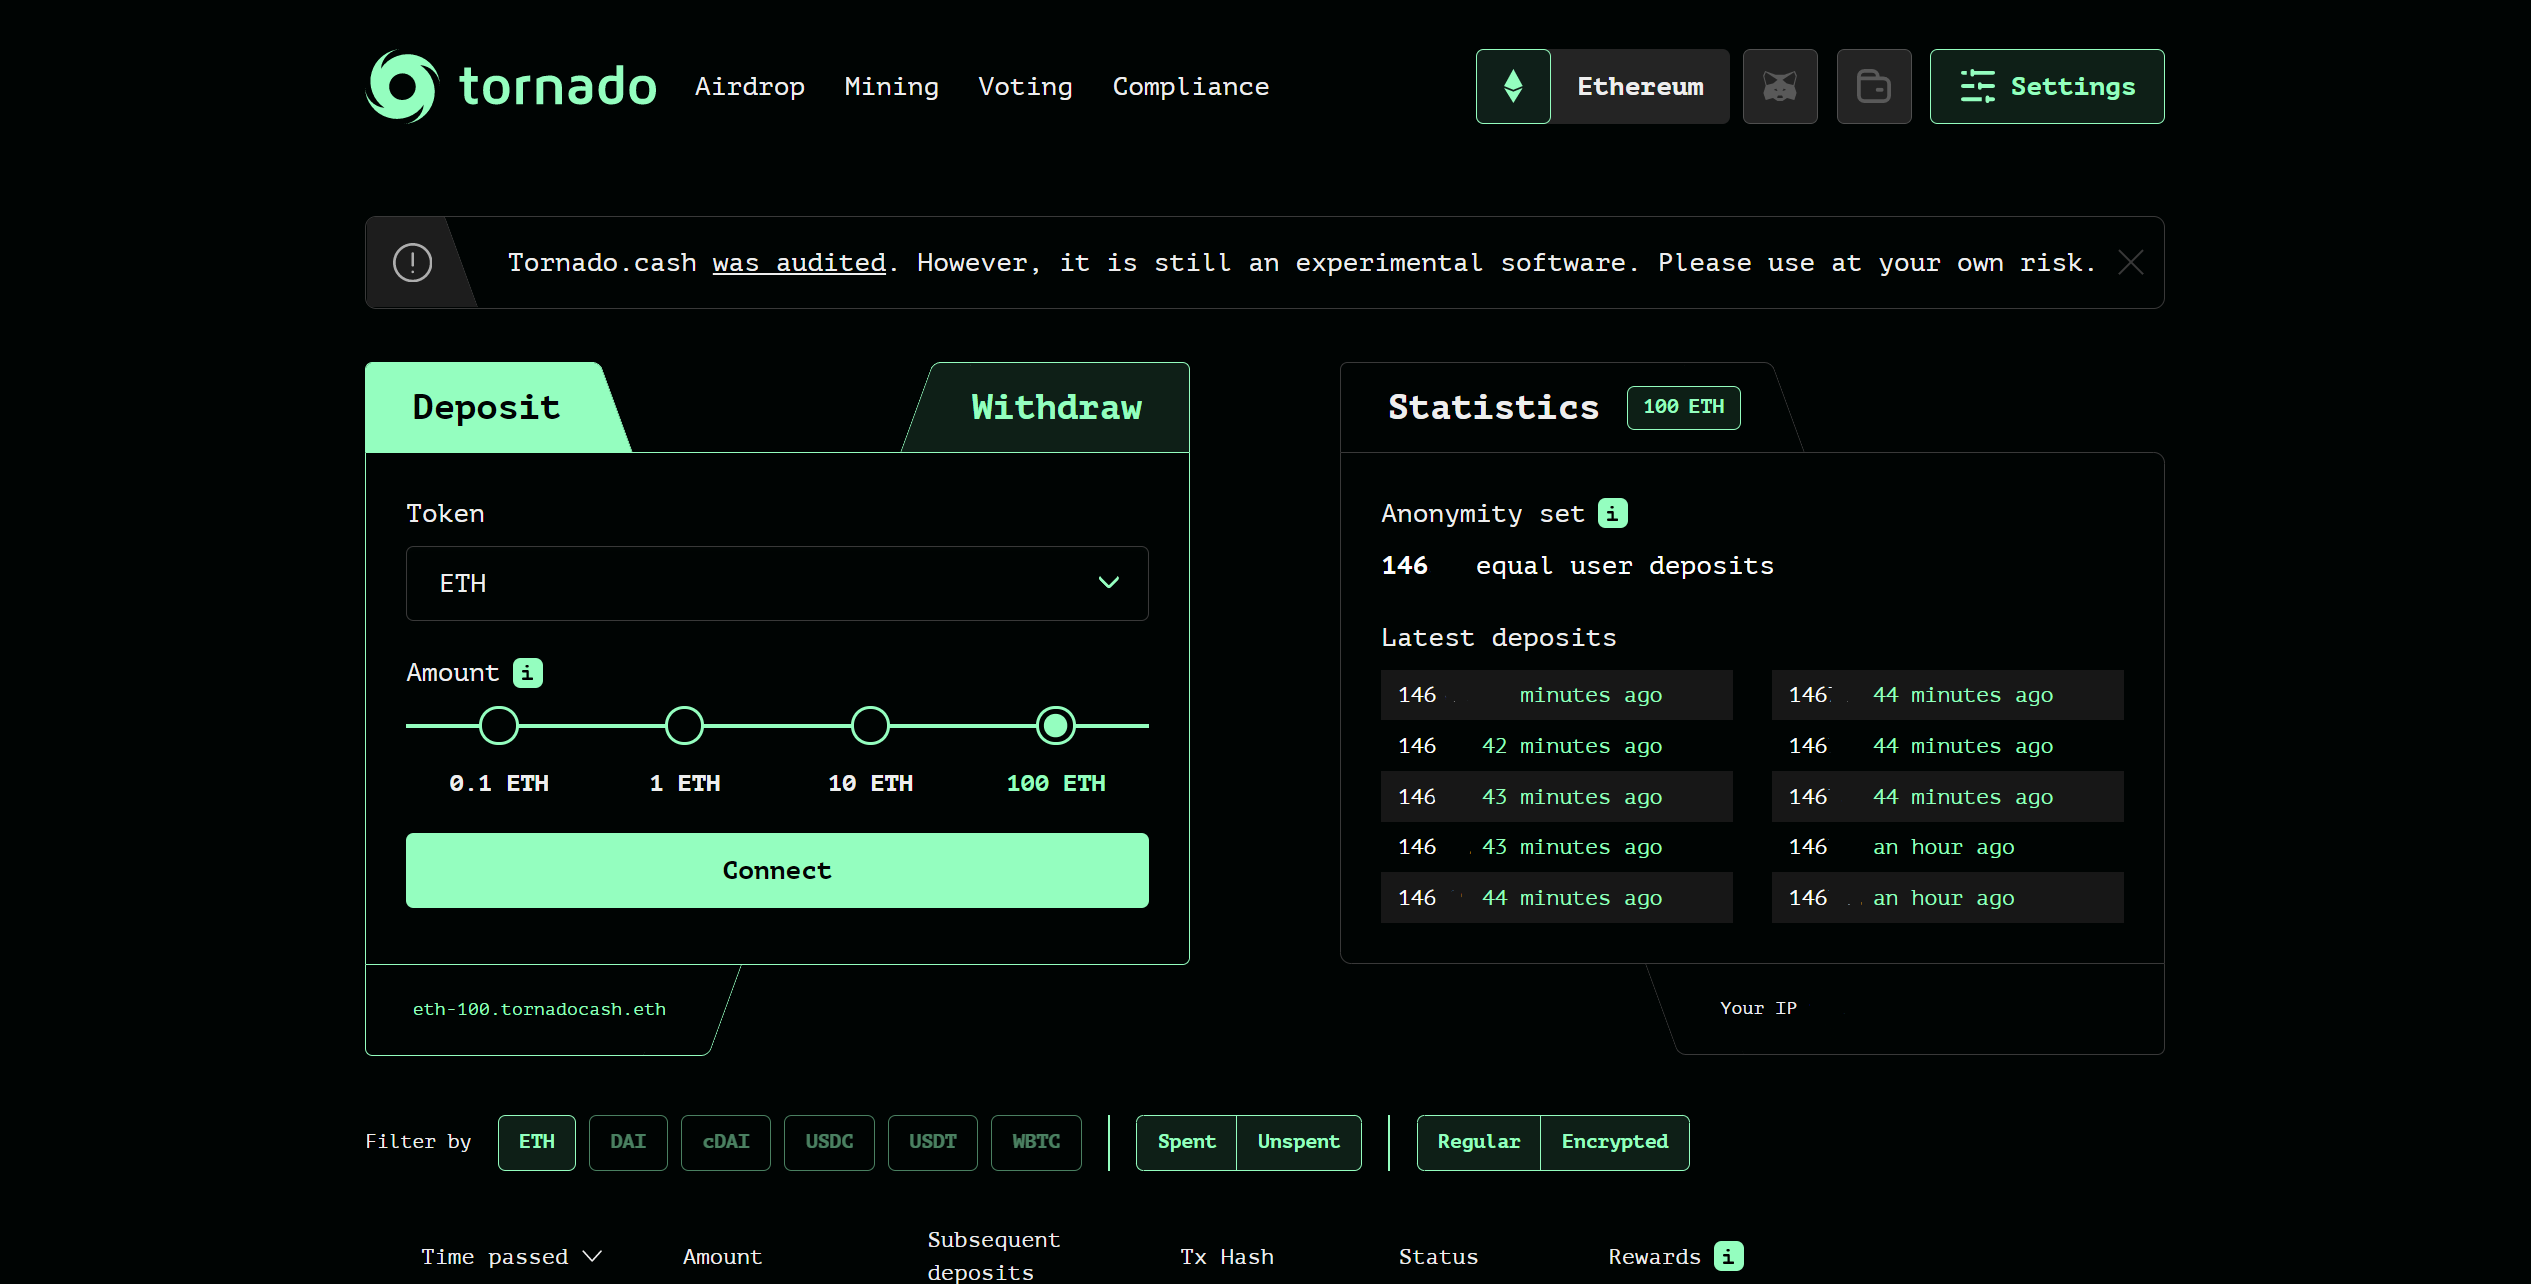 tornado Airdrop Mining Voting Compliance Ethereum Settings
Tornado.cash was audited. However, it is still an experimental software. Please use at your own risk.
Deposit Withdraw
Token
ETH
Amount i
0.1 ETH 1 ETH 10 ETH 100 ETH
Connect
eth-100.tornadocash.eth
Statistics 100 ETH
Anonymity set i
146 equal user deposits
Latest deposits
146 minutes ago
146 42 minutes ago
146 43 minutes ago
146 43 minutes ago
146 44 minutes ago
146 44 minutes ago
146 44 minutes ago
146 44 minutes ago
146 an hour ago
146 an hour ago
Your IP
Filter by ETH DAI cDAI USDC USDT WBTC Spent Unspent Regular Encrypted
Time passed Amount Subsequent deposits Tx Hash Status Rewards i